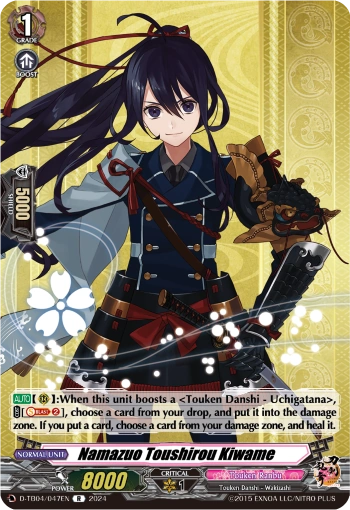 1
GRADE
BOOST
5000
SHIELD
AUTO【 】:When this unit boosts a <Touken Danshi - Uchigatana>,
[ BLAST 2 ], choose a card from your drop, and put it into the damage
zone. If you put a card, choose a card from your damage zone, and heal it.
NORMAL UNIT
Namazuo Toushirou Kiwame
POWER 8000
CRITICAL
1
Touken Ranbu
Touken Danshi - Wakizashi
D-TB04/047EN R 2024
©2015 EXNOA LLC/NITRO PLUS